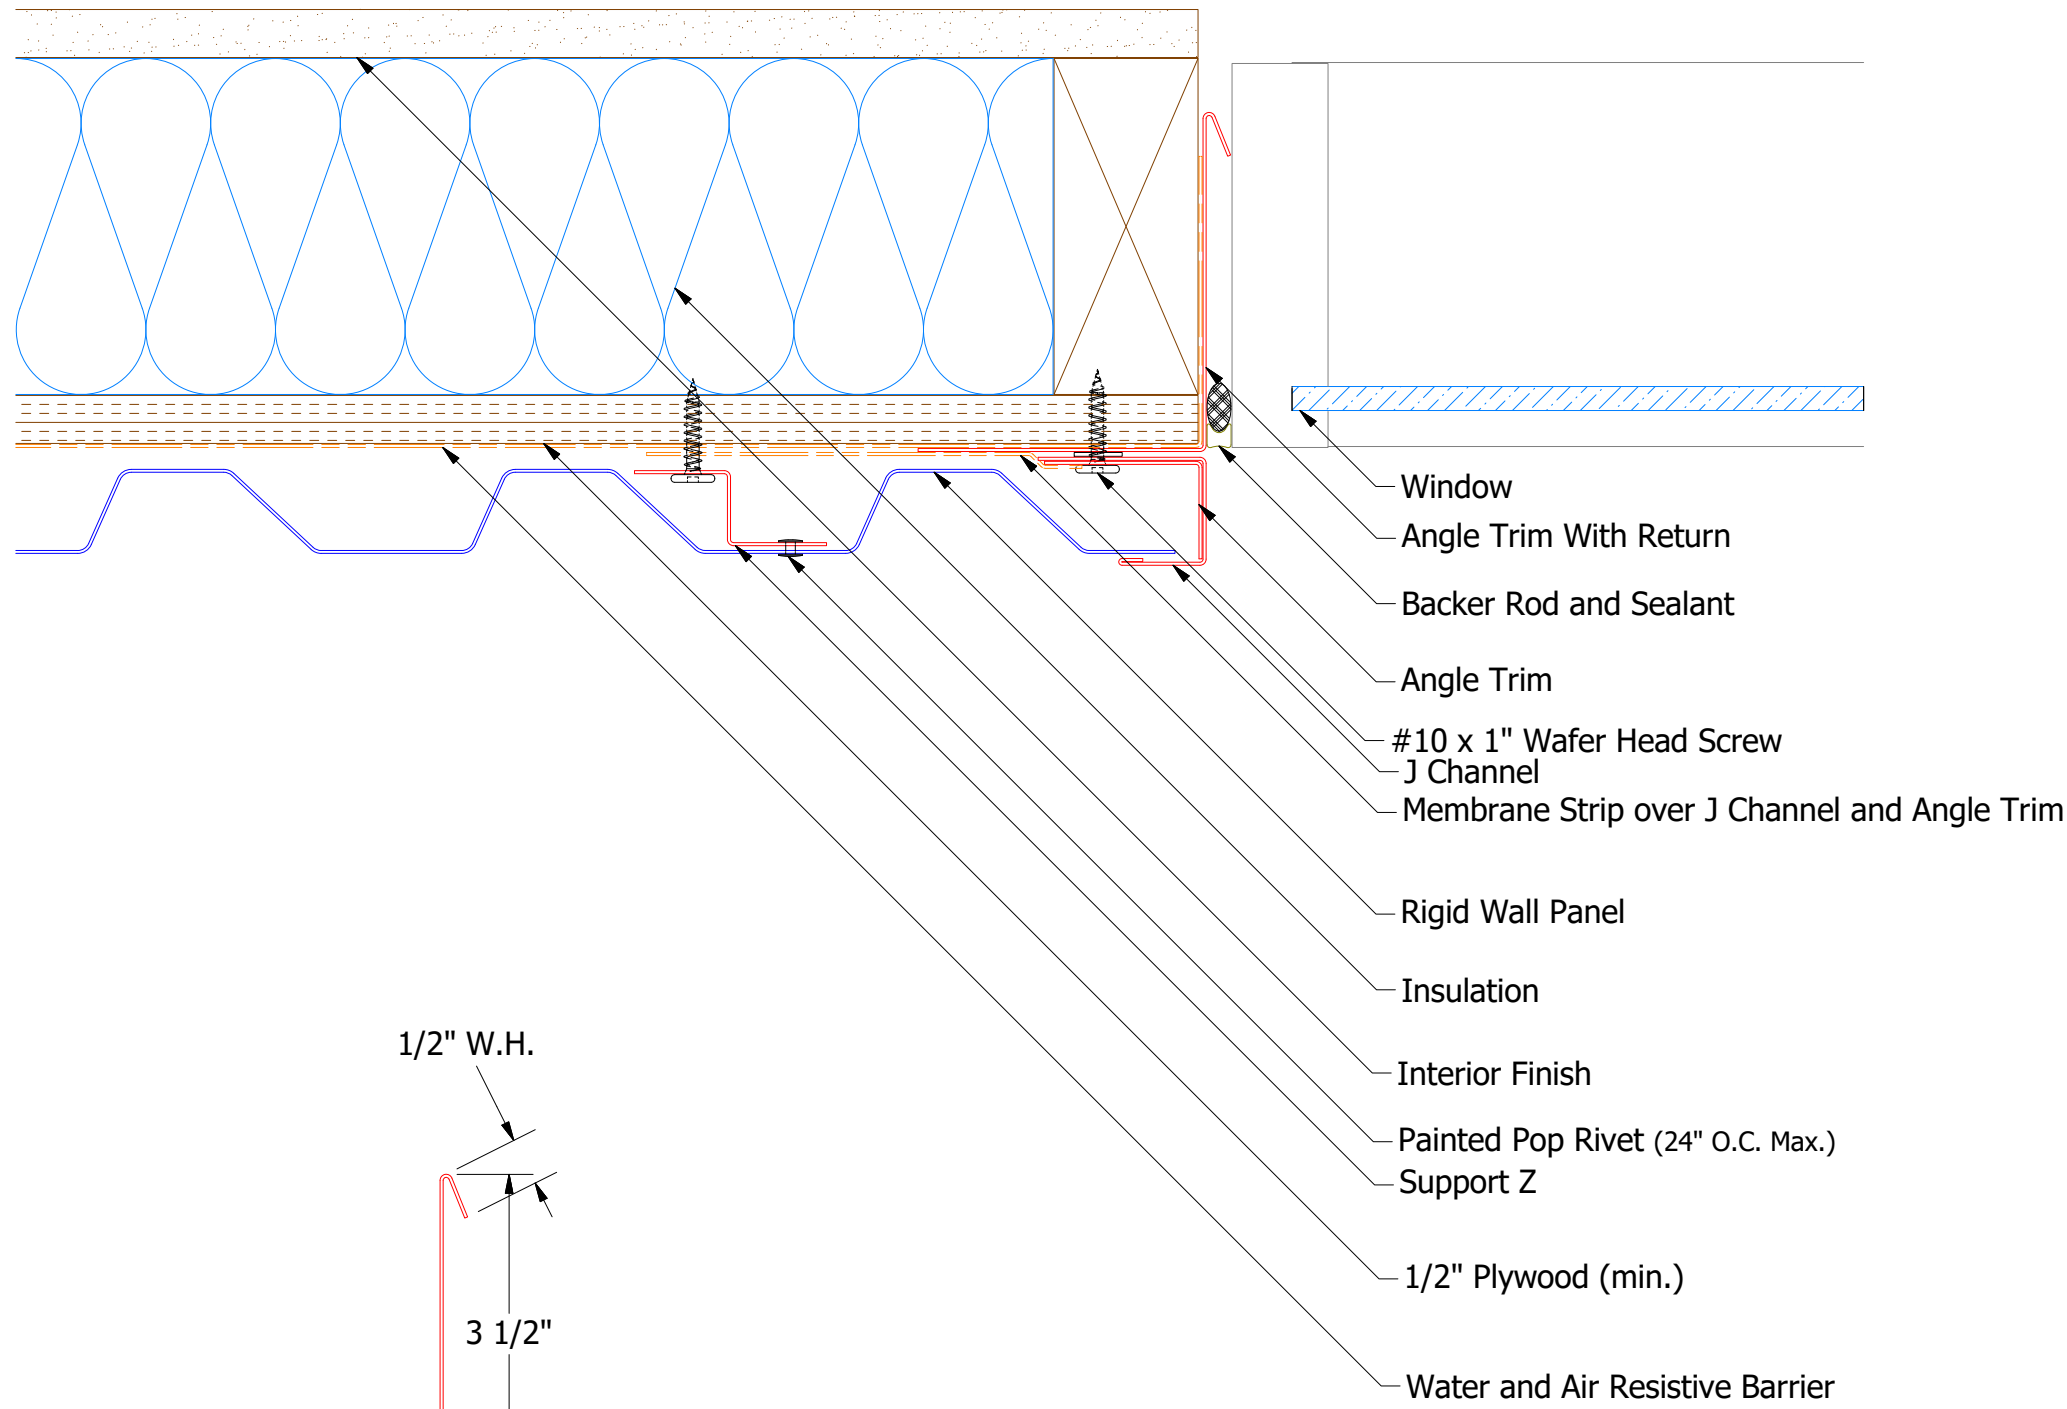 Window
Angle Trim With Return
Backer Rod and Sealant
Angle Trim
#10 x 1" Wafer Head Screw
J Channel
Membrane Strip over J Channel and Angle Trim
Rigid Wall Panel
Insulation
1/2" W.H.
Interior Finish
Painted Pop Rivet (24" O.C. Max.)
Support Z
1/2" Plywood (min.)
3 1/2"
Water and Air Resistive Barrier